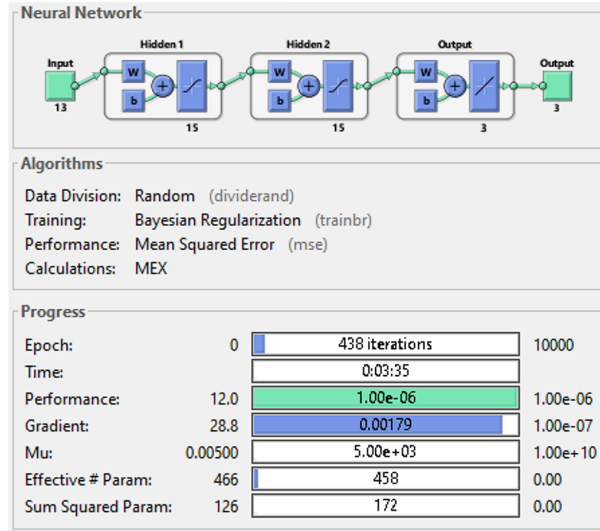 Neural Network
Hidden 1 Hidden 2 Output
Input Output
W W W
+ + +
b b b
13 3
15 15 3
Algorithms
Data Division: Random (dividerand)
Training: Bayesian Regularization (trainbr)
Performance: Mean Squared Error (mse)
Calculations: MEX
Progress
Epoch: 0 438 iterations 10000
Time: 0:03:35
Performance: 12.0 1.00e-06 1.00e-06
Gradient: 28.8 0.00179 1.00e-07
Mu: 0.00500 5.00e+03 1.00e+10
Effective # Param: 466 458 0.00
Sum Squared Param: 126 172 0.00